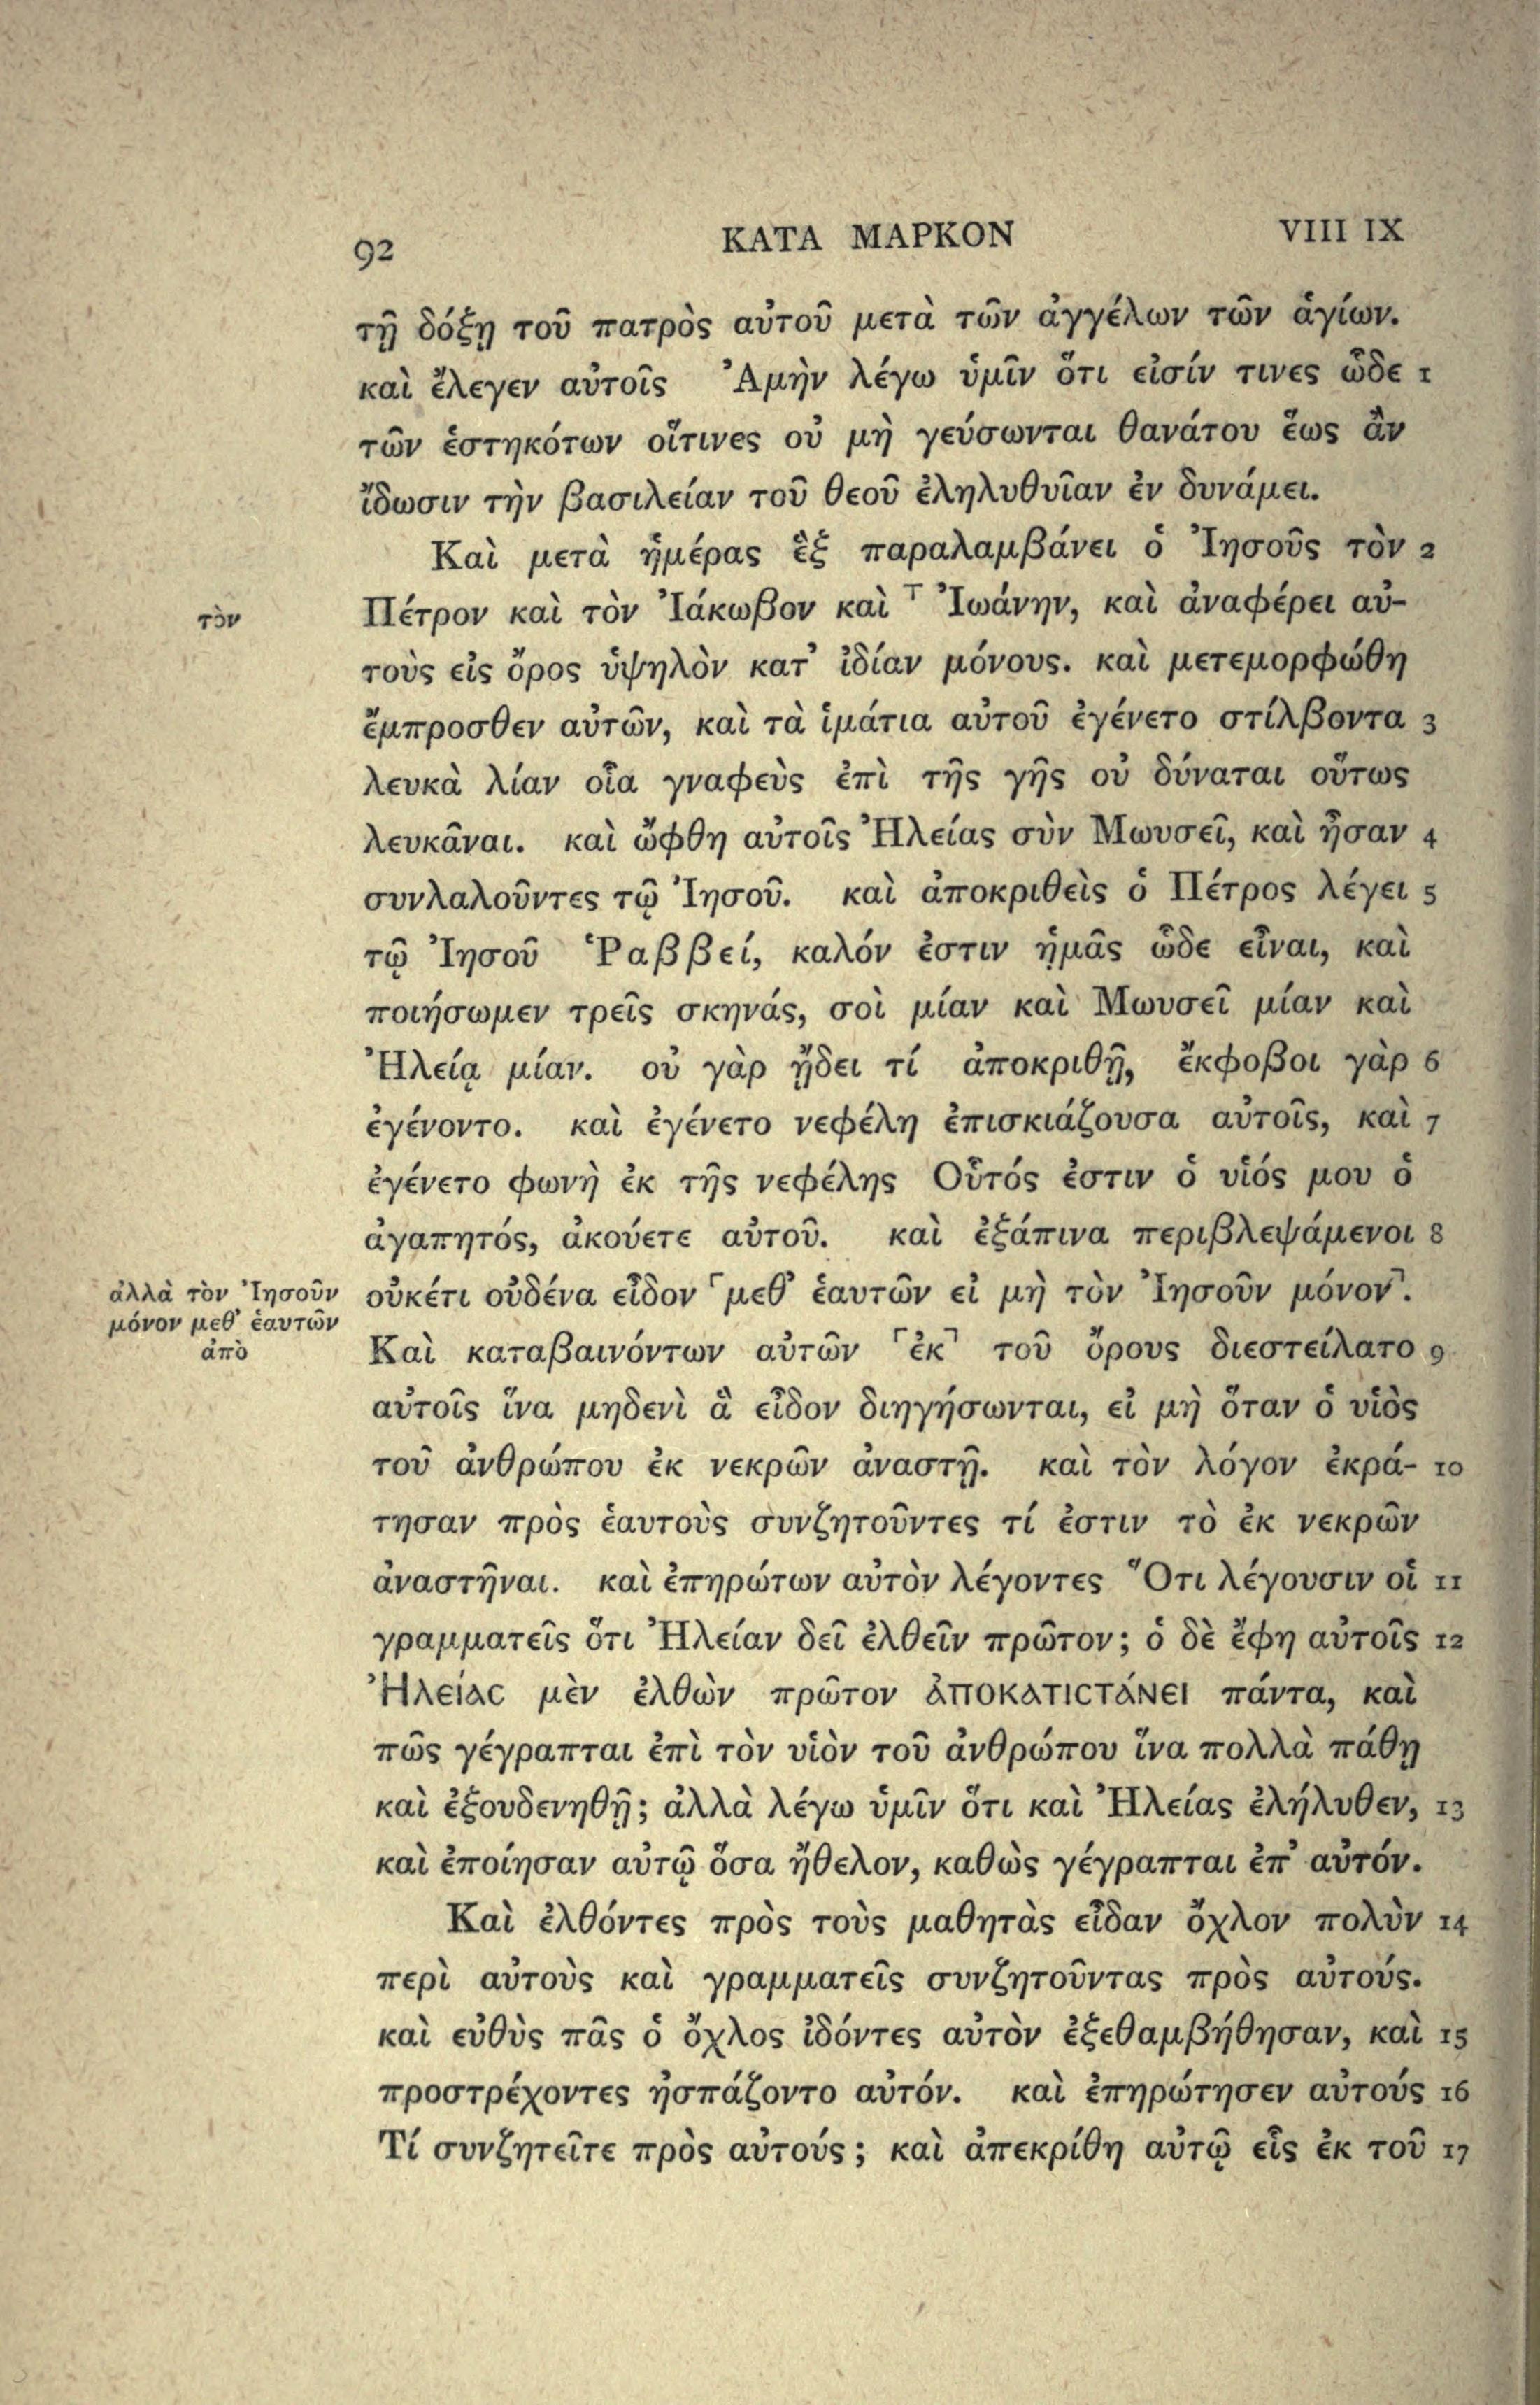 92 ΚΑΤΑ ΜΑΡΚΟΝ VIII IX
τῇ δόξῃ τοῦ πατρὸς αὐτοῦ μετὰ τῶν ἀγγέλων τῶν ἁγίων.
καὶ ἔλεγεν αὐτοῖς Ἀμὴν λέγω ὑμῖν ὅτι εἰσίν τινες ὧδε 1
τῶν ἑστηκότων οἵτινες οὐ μὴ γεύσωνται θανάτου ἕως ἂν
ἴδωσιν τὴν βασιλείαν τοῦ θεοῦ ἐληλυθυῖαν ἐν δυνάμει.
Καὶ μετὰ ἡμέρας ἓξ παραλαμβάνει ὁ Ἰησοῦς τὸν 2
τὸν Πέτρον καὶ τὸν Ἰάκωβον καὶ ⸆ Ἰωάνην, καὶ ἀναφέρει αὐ-
τοὺς εἰς ὄρος ὑψηλὸν κατ’ ἰδίαν μόνους. καὶ μετεμορφώθη
ἔμπροσθεν αὐτῶν, καὶ τὰ ἱμάτια αὐτοῦ ἐγένετο στίλβοντα 3
λευκὰ λίαν οἷα γναφεὺς ἐπὶ τῆς γῆς οὐ δύναται οὕτως
λευκᾶναι. καὶ ὤφθη αὐτοῖς Ἠλείας σὺν Μωυσεῖ, καὶ ἦσαν 4
συνλαλοῦντες τῷ Ἰησοῦ. καὶ ἀποκριθεὶς ὁ Πέτρος λέγει 5
τῷ Ἰησοῦ Ῥαββεί, καλόν ἐστιν ἡμᾶς ὧδε εἶναι, καὶ
ποιήσωμεν τρεῖς σκηνάς, σοὶ μίαν καὶ Μωυσεῖ μίαν καὶ
Ἠλείᾳ μίαν. οὐ γὰρ ᾔδει τί ἀποκριθῇ, ἔκφοβοι γὰρ 6
ἐγένοντο. καὶ ἐγένετο νεφέλη ἐπισκιάζουσα αὐτοῖς, καὶ 7
ἐγένετο φωνὴ ἐκ τῆς νεφέλης Οὗτός ἐστιν ὁ υἱός μου ὁ
ἀγαπητός, ἀκούετε αὐτοῦ. καὶ ἐξάπινα περιβλεψάμενοι 8
ἀλλὰ τὸν Ἰησοῦν οὐκέτι οὐδένα εἶδον ⸀μεθ’ ἑαυτῶν εἰ μὴ τὸν Ἰησοῦν μόνον⸃.
μόνον μεθ’ ἑαυτῶν
ἀπὸ Καὶ καταβαινόντων αὐτῶν ⸂ἐκ⸃ τοῦ ὄρους διεστείλατο 9
αὐτοῖς ἵνα μηδενὶ ἃ εἶδον διηγήσωνται, εἰ μὴ ὅταν ὁ υἱὸς
τοῦ ἀνθρώπου ἐκ νεκρῶν ἀναστῇ. καὶ τὸν λόγον ἐκρά- 10
τησαν πρὸς ἑαυτοὺς συνζητοῦντες τί ἐστιν τὸ ἐκ νεκρῶν
ἀναστῆναι. καὶ ἐπηρώτων αὐτὸν λέγοντες Ὅτι λέγουσιν οἱ 11
γραμματεῖς ὅτι Ἠλείαν δεῖ ἐλθεῖν πρῶτον; ὁ δὲ ἔφη αὐτοῖς 12
Ἠλείας μὲν ἐλθὼν πρῶτον ἀποκατιστάνει πάντα, καὶ
πῶς γέγραπται ἐπὶ τὸν υἱὸν τοῦ ἀνθρώπου ἵνα πολλὰ πάθῃ
καὶ ἐξουδενηθῇ; ἀλλὰ λέγω ὑμῖν ὅτι καὶ Ἠλείας ἐλήλυθεν, 13
καὶ ἐποίησαν αὐτῷ ὅσα ἤθελον, καθὼς γέγραπται ἐπ’ αὐτόν.
Καὶ ἐλθόντες πρὸς τοὺς μαθητὰς εἶδαν ὄχλον πολὺν 14
περὶ αὐτοὺς καὶ γραμματεῖς συνζητοῦντας πρὸς αὐτούς.
καὶ εὐθὺς πᾶς ὁ ὄχλος ἰδόντες αὐτὸν ἐξεθαμβήθησαν, καὶ 15
προστρέχοντες ἠσπάζοντο αὐτόν. καὶ ἐπηρώτησεν αὐτούς 16
Τί συνζητεῖτε πρὸς αὐτούς; καὶ ἀπεκρίθη αὐτῷ εἷς ἐκ τοῦ 17